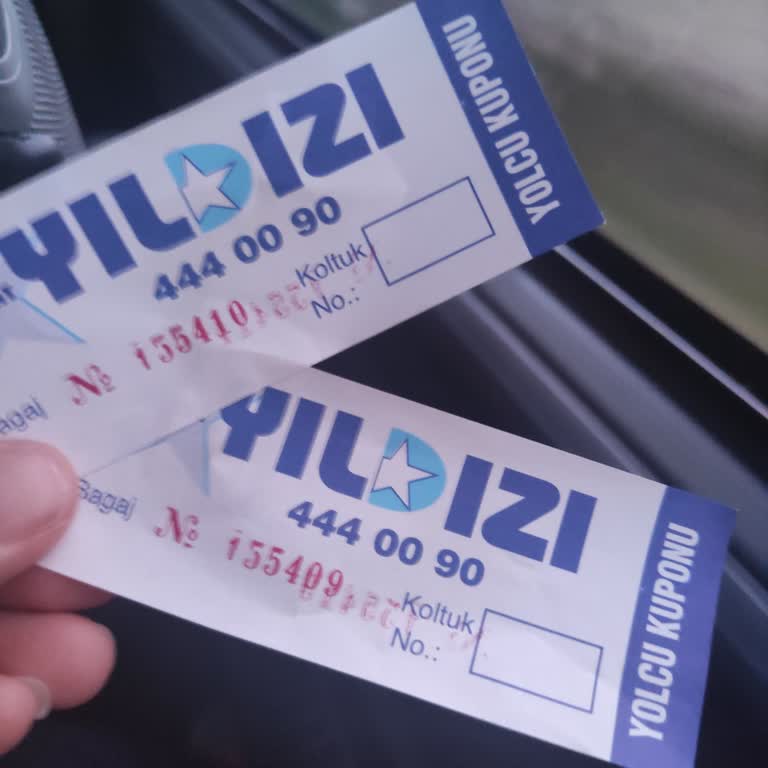 YILDIZI
444 00 90
Koltuk
No.:
№ 155410
YOLCU KUPONU
YILDIZI
444 00 90
Bagaj
№ 155409
Koltuk
No.:
YOLCU KUPONU